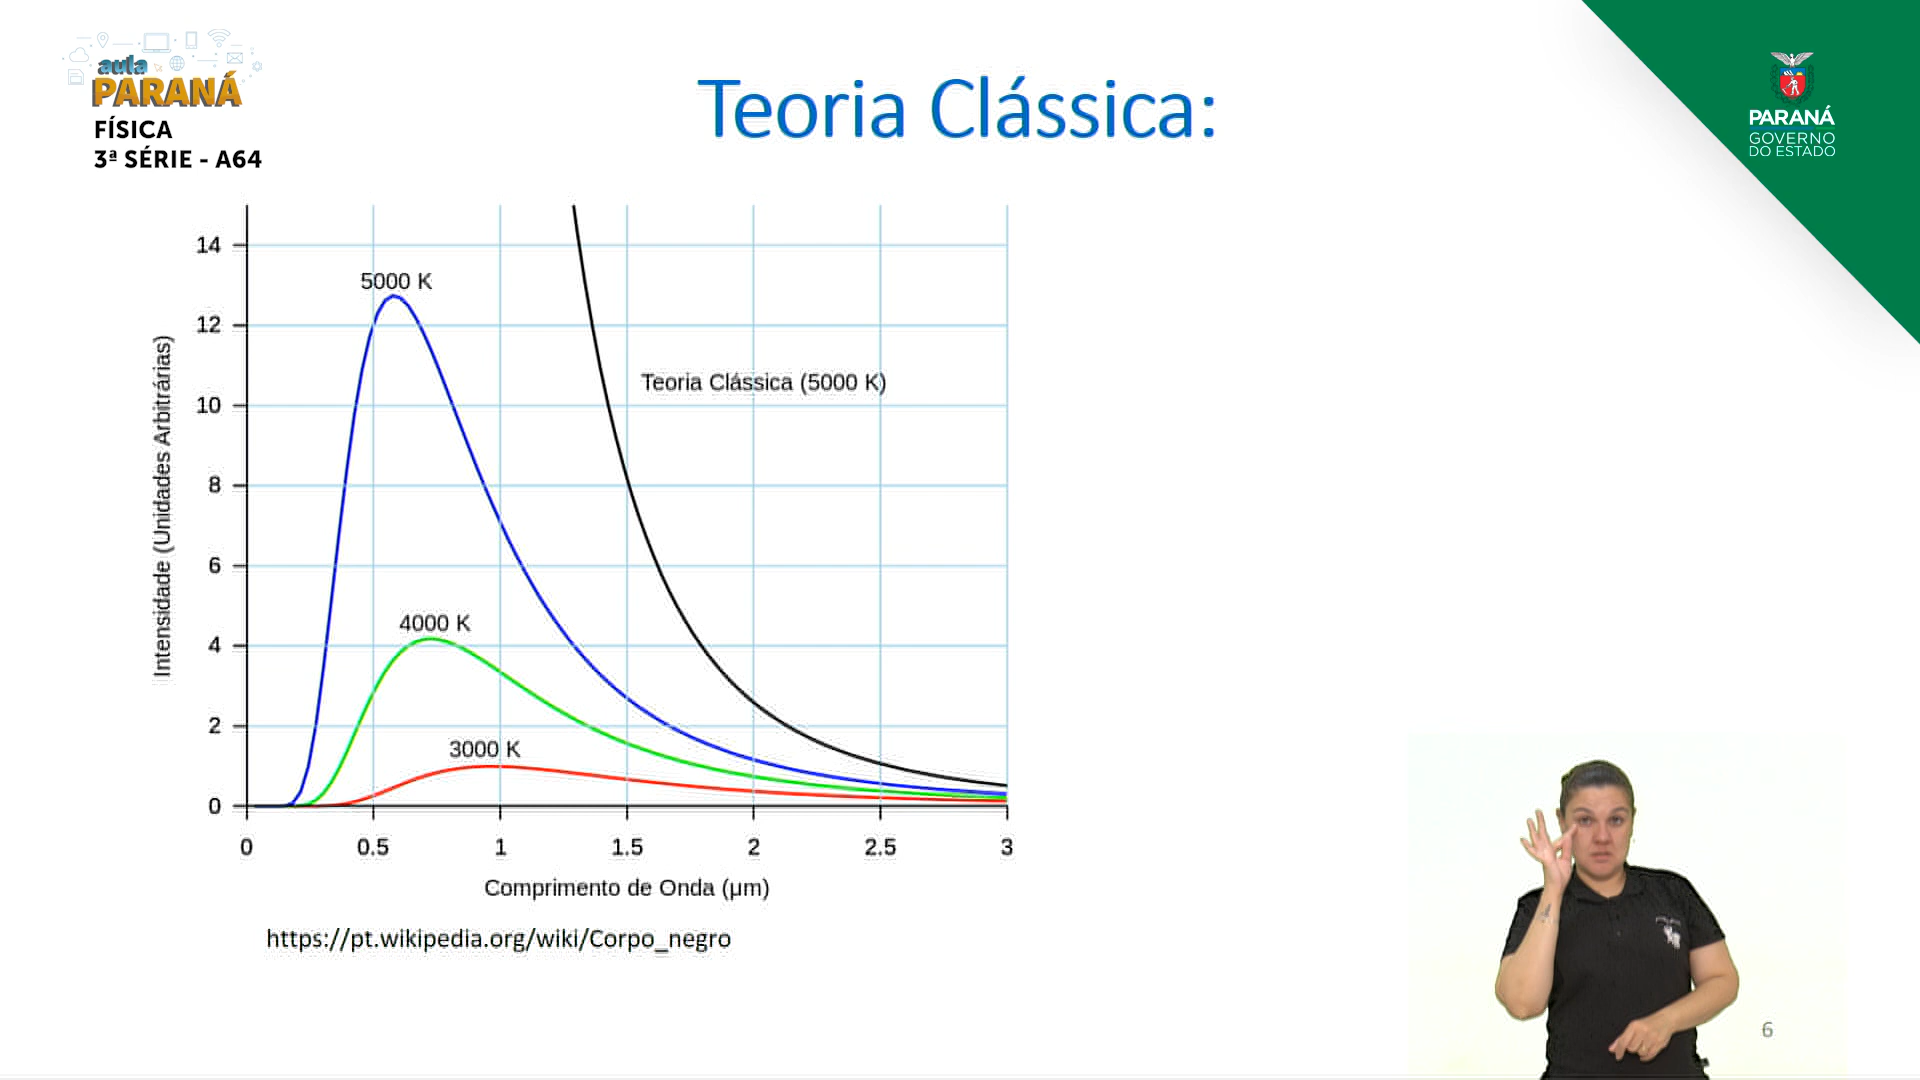 aula
PARANÁ
FÍSICA
3ª SÉRIE - A64
Teoria Clássica:
PARANÁ
GOVERNO
DO ESTADO
Intensidade (Unidades Arbitrárias)
14
12
10
8
6
4
2
0
5000 K
4000 K
3000 K
Teoria Clássica (5000 K)
0 0.5 1 1.5 2 2.5 3
Comprimento de Onda (μm)
https://pt.wikipedia.org/wiki/Corpo_negro
6